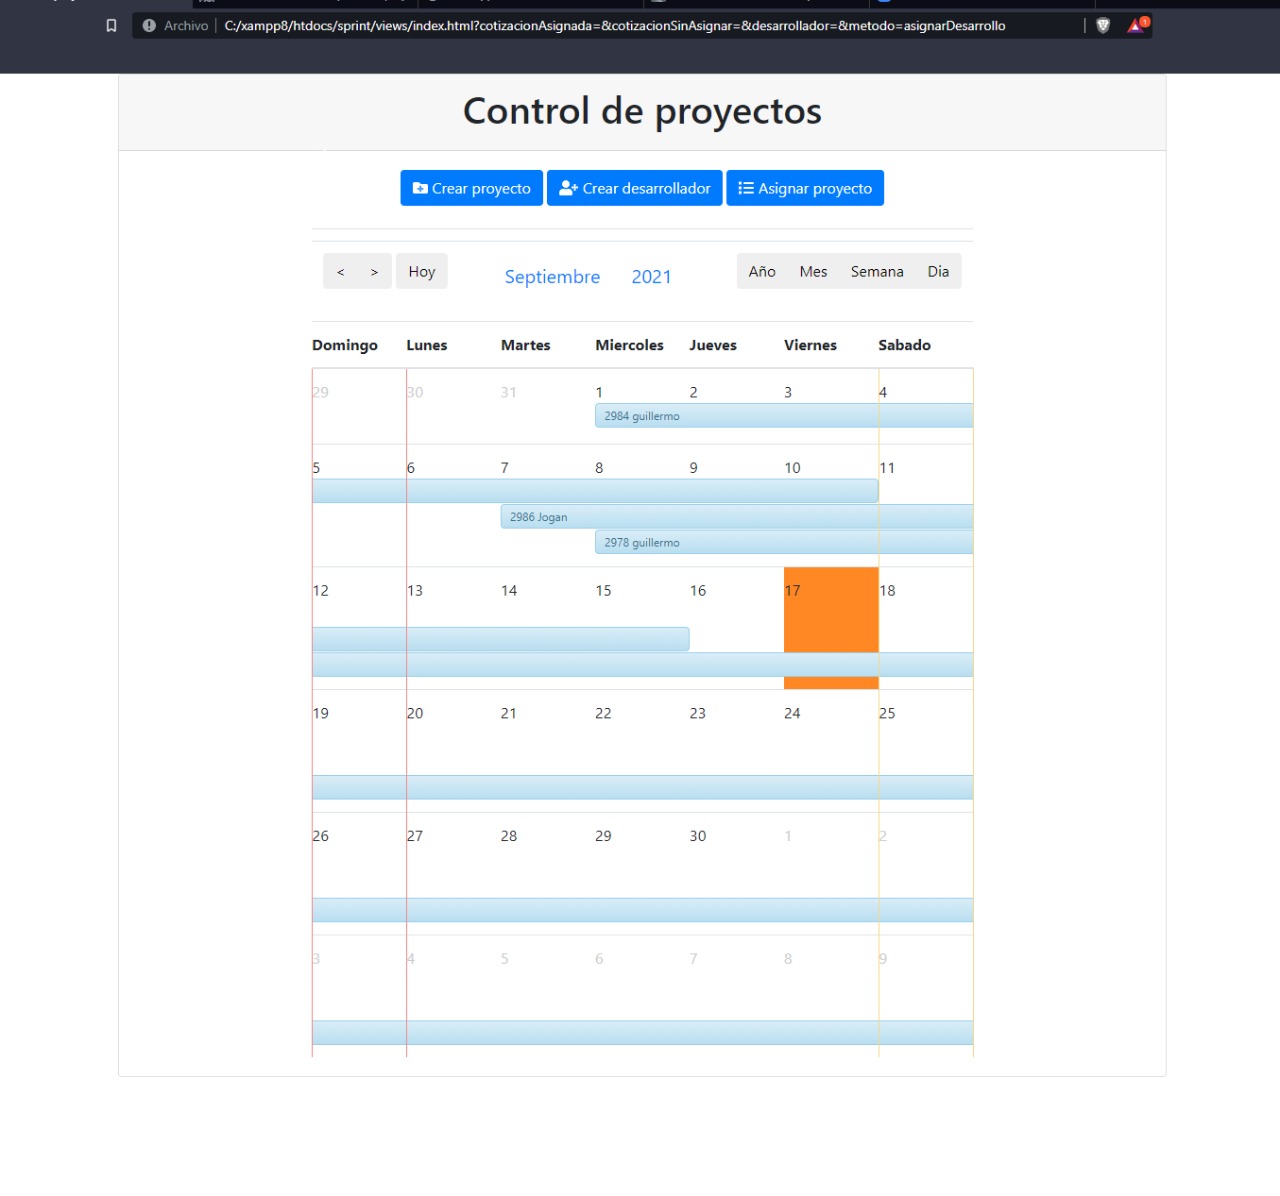 Archivo | C:/xampp8/htdocs/sprint/views/index.html?cotizacionAsignada=&cotizacionSinAsignar=&desarrollador=&metodo=asignarDesarrollo
1
Control de proyectos
Crear proyecto Crear desarrollador Asignar proyecto
< > Hoy Septiembre 2021 Año Mes Semana Dia
Domingo Lunes Martes Miercoles Jueves Viernes Sabado
29 30 31 1 2 3 4
2984 guillermo
5 6 7 8 9 10 11
2986 Jogan
2978 guillermo
12 13 14 15 16 17 18
19 20 21 22 23 24 25
26 27 28 29 30 1 2
3 4 5 6 7 8 9